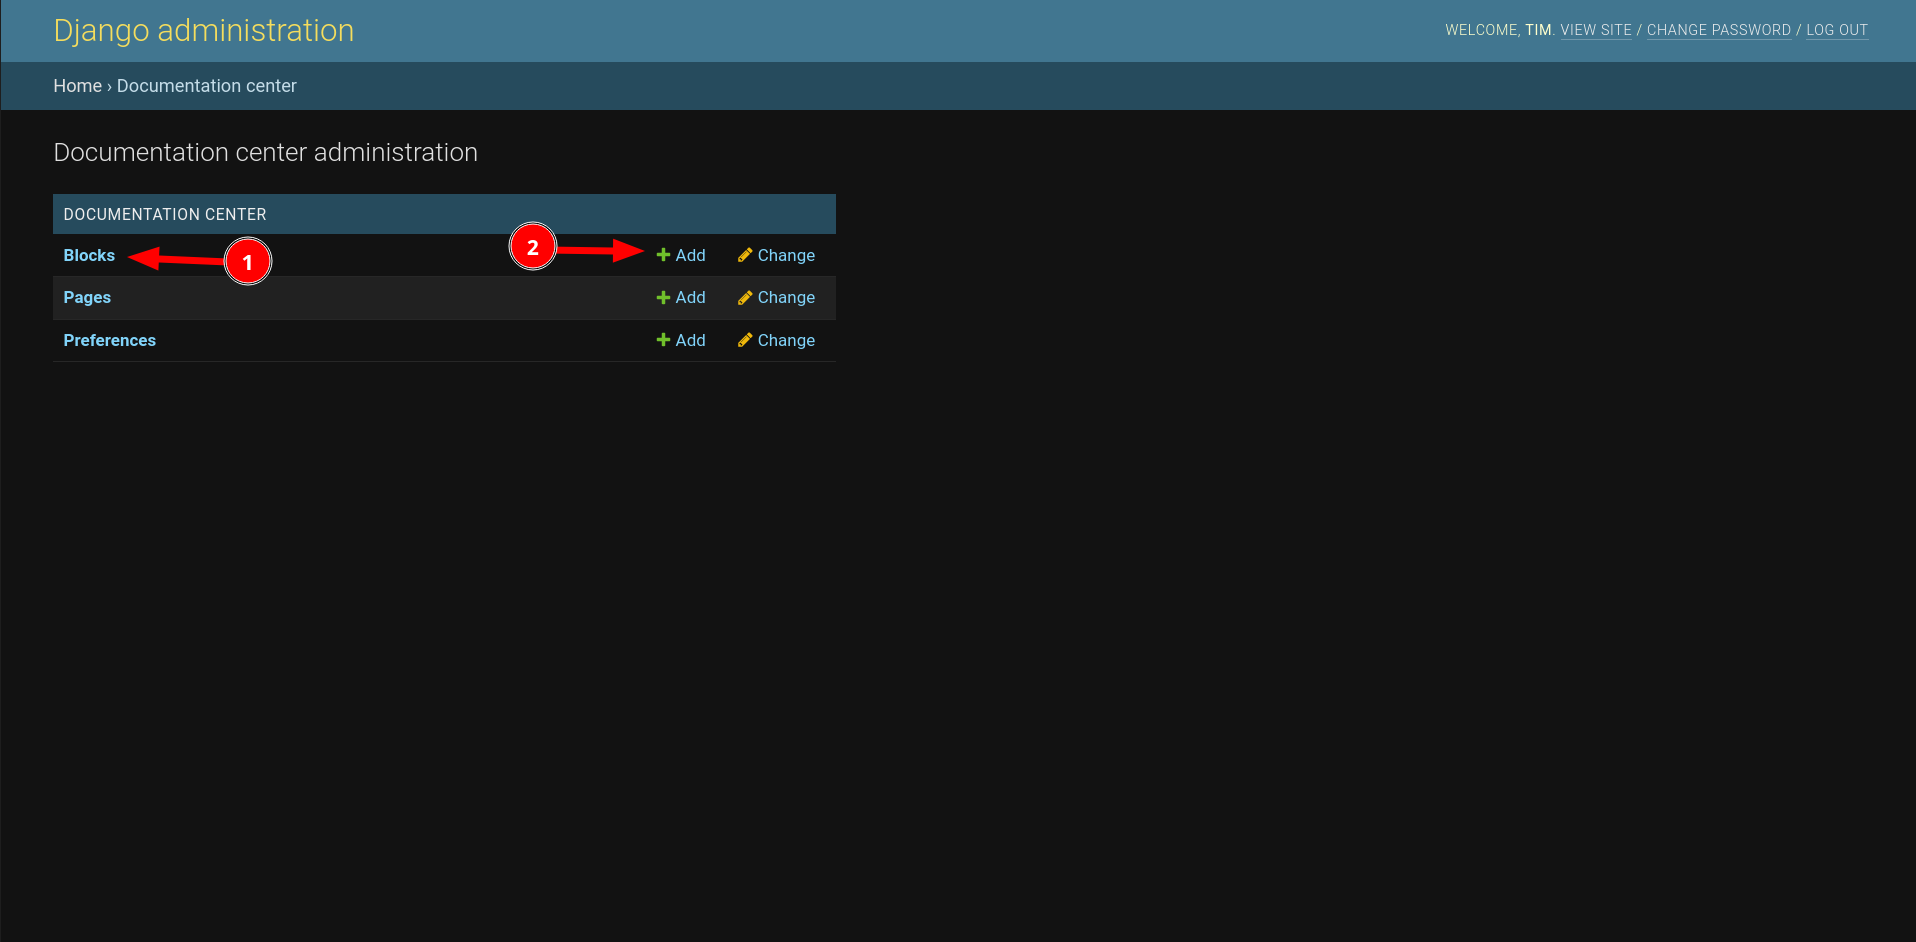 Django administration
WELCOME, TIM. VIEW SITE / CHANGE PASSWORD / LOG OUT
Home › Documentation center
Documentation center administration
DOCUMENTATION CENTER
Blocks 1 2 Add Change
Pages Add Change
Preferences Add Change